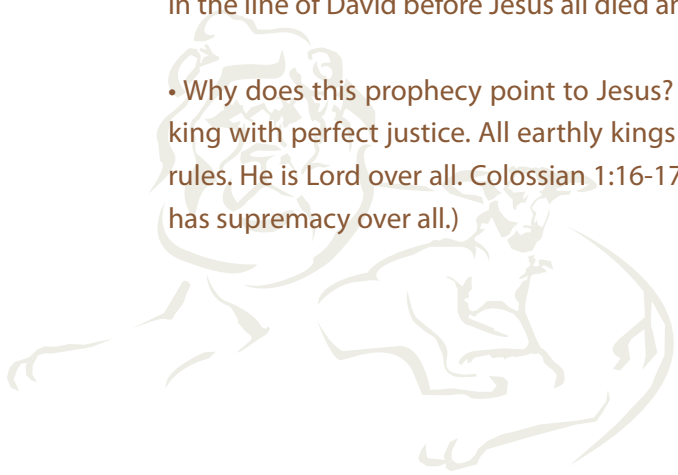 in the line of David before Jesus all died an
• Why does this prophecy point to Jesus?
king with perfect justice. All earthly kings
rules. He is Lord over all. Colossian 1:16-17
has supremacy over all.)